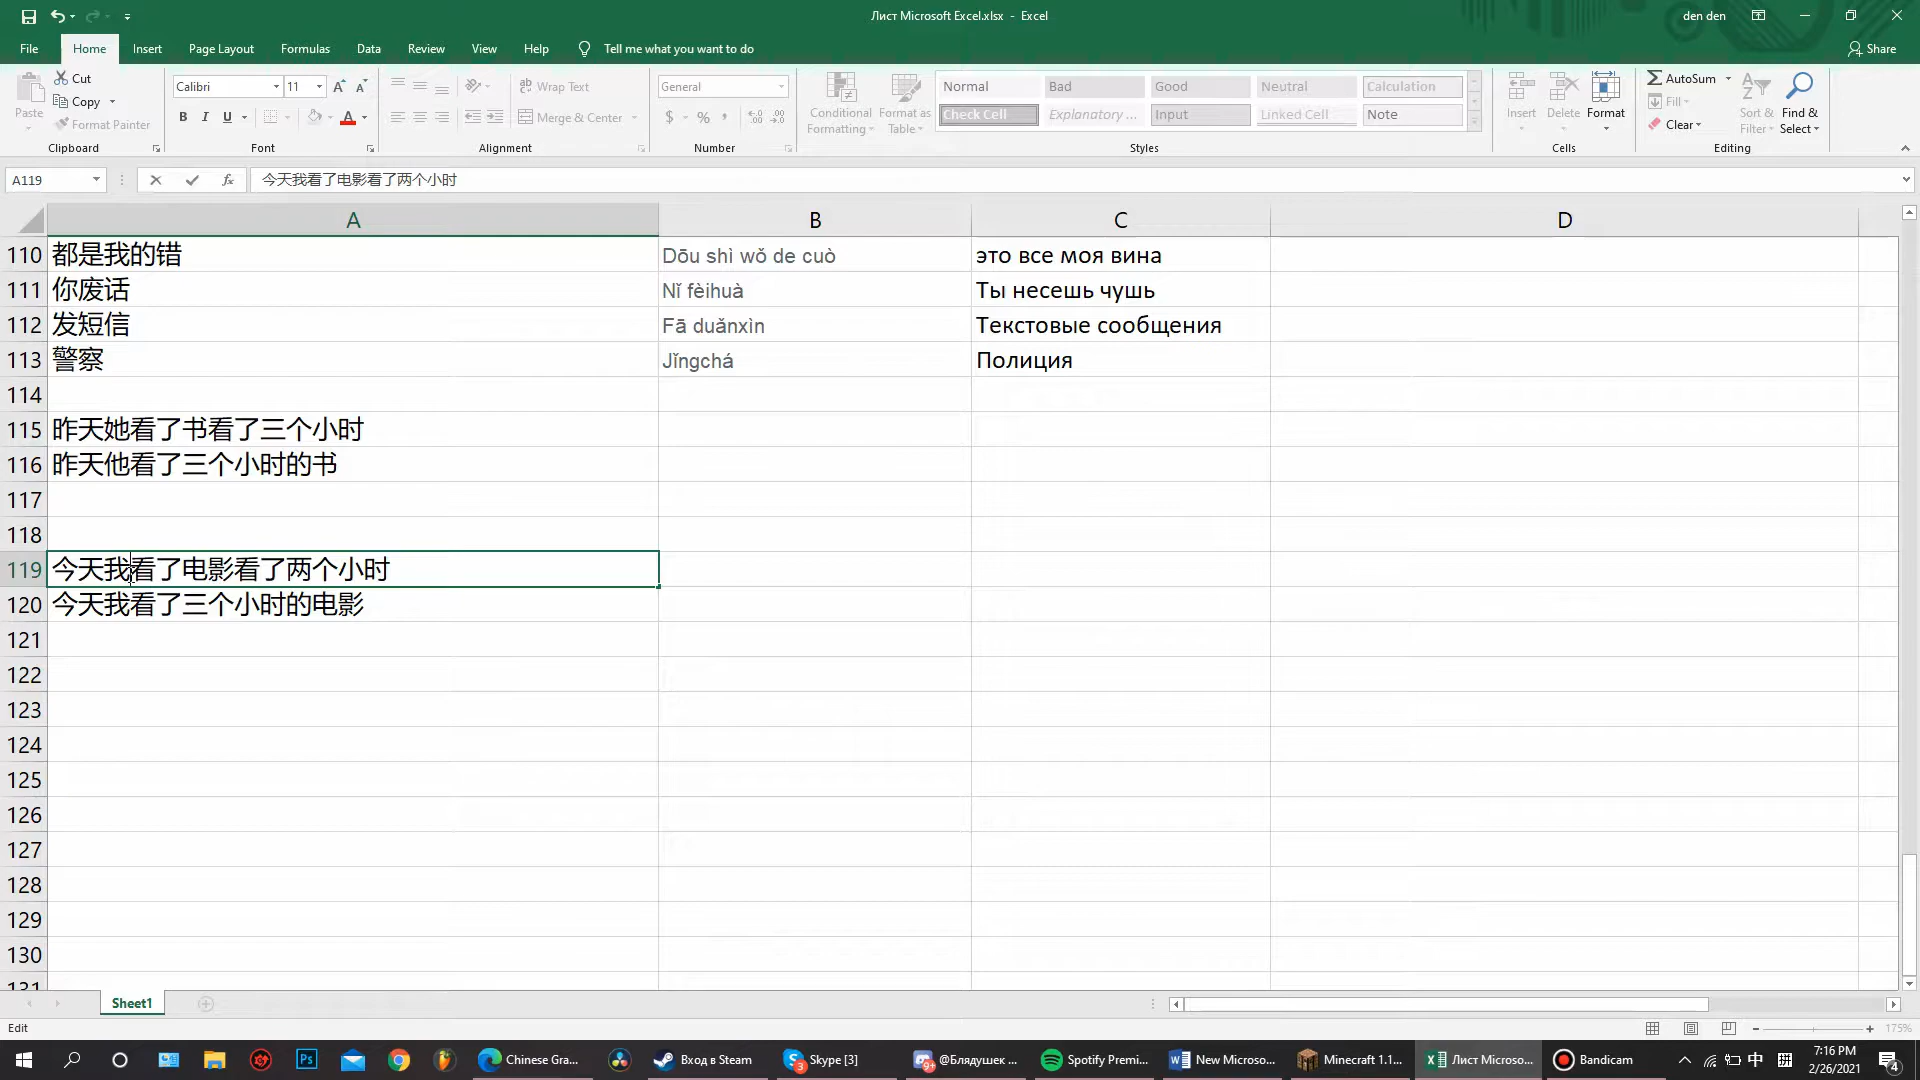 Лист Microsoft Excel.xlsx - Excel
den den
File Home Insert Page Layout Formulas Data Review View Help Tell me what you want to do Share
Paste
Cut
Copy
Format Painter
Clipboard
Calibri 11
B I U
Font
Wrap Text
Merge & Center
Alignment
General
$ % ,
Number
Conditional Formatting
Format as Table
Normal Bad Good Neutral Calculation
Check Cell Explanatory ... Input Linked Cell Note
Styles
Insert Delete Format
Cells
AutoSum
Fill
Clear
Sort & Filter
Find & Select
Editing
A119
fx
今天我看了电影看了两个小时
A B C D
110 都是我的错 Dōu shì wǒ de cuò это все моя вина
111 你废话 Nǐ fèihuà Ты несешь чушь
112 发短信 Fā duǎnxìn Текстовые сообщения
113 警察 Jǐngchá Полиция
114
115 昨天她看了书看了三个小时
116 昨天他看了三个小时的书
117
118
119 今天我看了电影看了两个小时
120 今天我看了三个小时的电影
121
122
123
124
125
126
127
128
129
130
131
Sheet1
Edit
175%
Chinese Gra...
Вход в Steam
Skype [3]
@Блядушек ...
Spotify Premi...
New Microso...
Minecraft 1.1...
Лист Microso...
Bandicam
中
拼
7:16 PM
2/26/2021
4